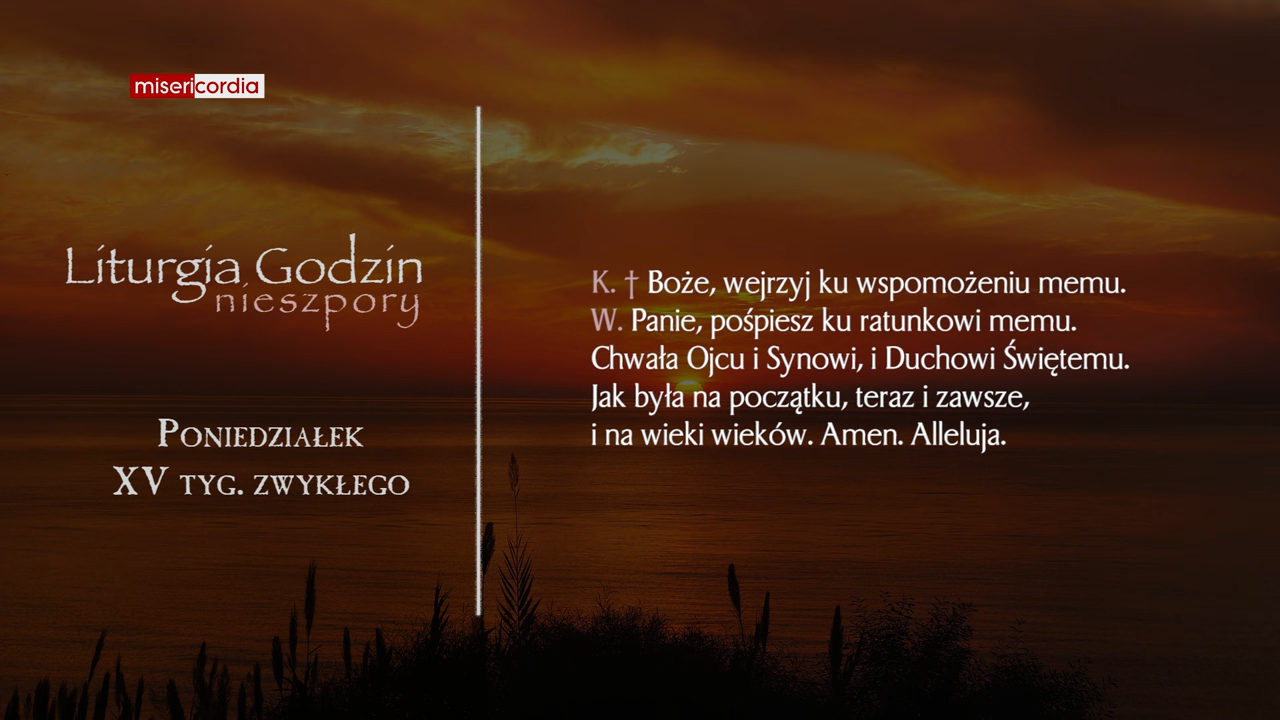 misericordia
Liturgia Godzin
nieszpory
Poniedziałek
XV tyg. zwykłego
K. † Boże, wejrzyj ku wspomożeniu memu.
W. Panie, pośpiesz ku ratunkowi memu.
Chwała Ojcu i Synowi, i Duchowi Świętemu.
Jak była na początku, teraz i zawsze,
i na wieki wieków. Amen. Alleluja.